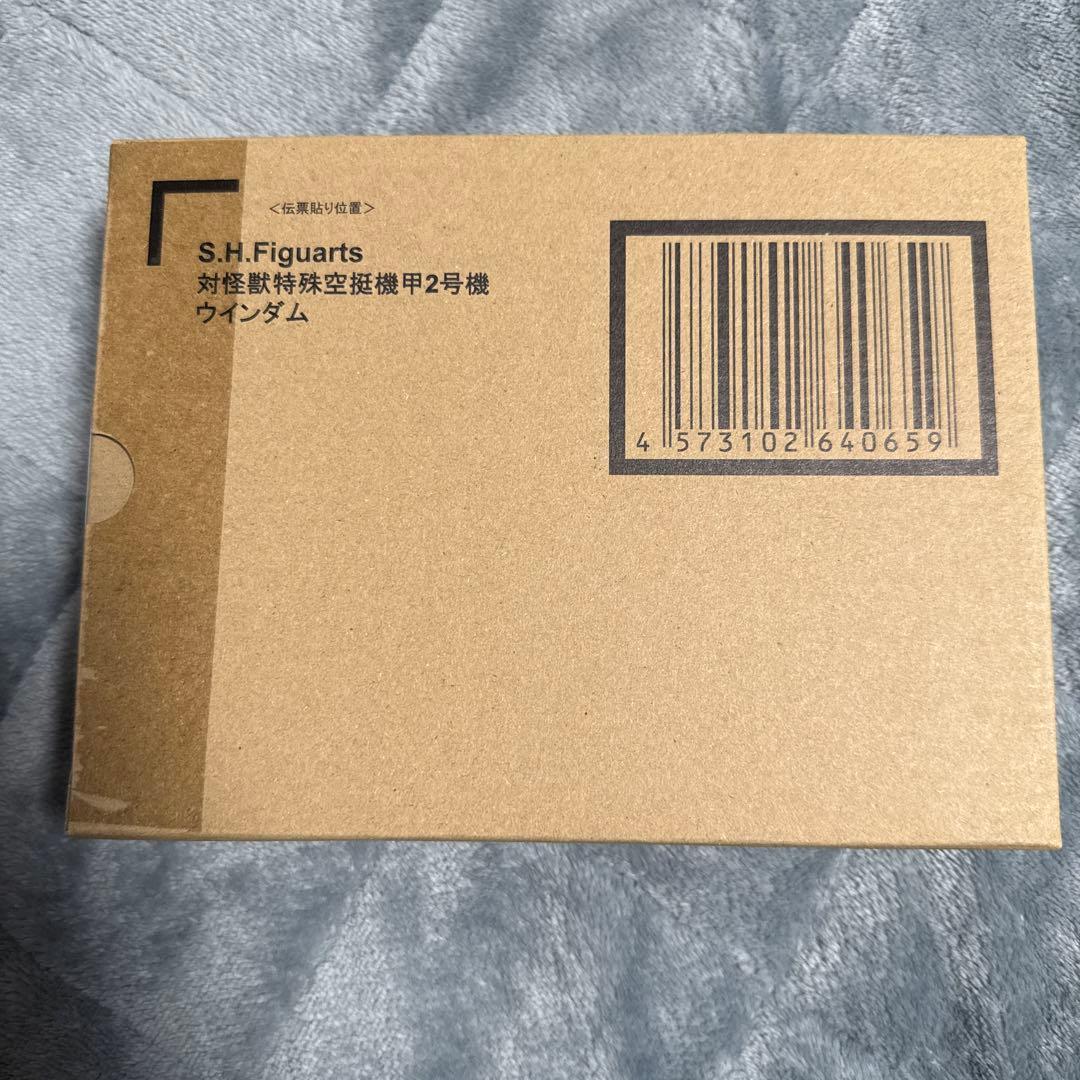 ＜伝票貼り位置＞
S.H.Figuarts
対怪獣特殊空挺機甲2号機
ウインダム
4 573102 640659